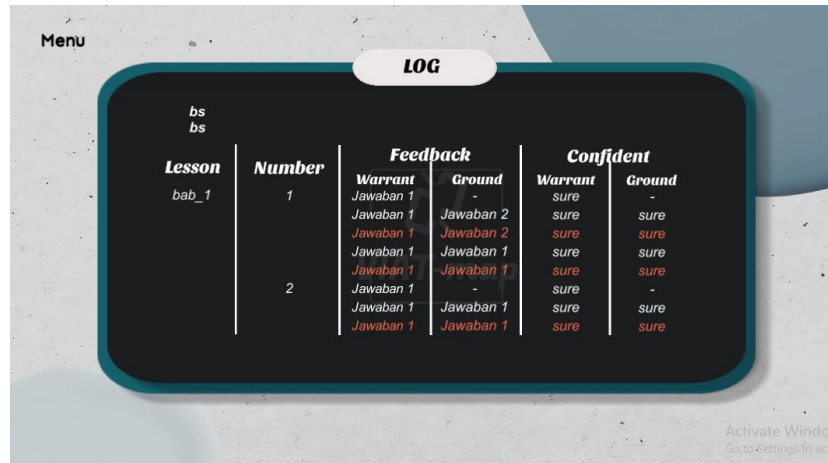 Menu
LOG
bs
bs
Lesson Number Feedback Confident
Warrant Ground Warrant Ground
bab_1 1 Jawaban 1 - sure -
Jawaban 1 Jawaban 2 sure sure
Jawaban 1 Jawaban 2 sure sure
Jawaban 1 Jawaban 1 sure sure
Jawaban 1 Jawaban 1 sure sure
2 Jawaban 1 - sure -
Jawaban 1 Jawaban 1 sure sure
Jawaban 1 Jawaban 1 sure sure
Activate Windo
Go to Settings to ac